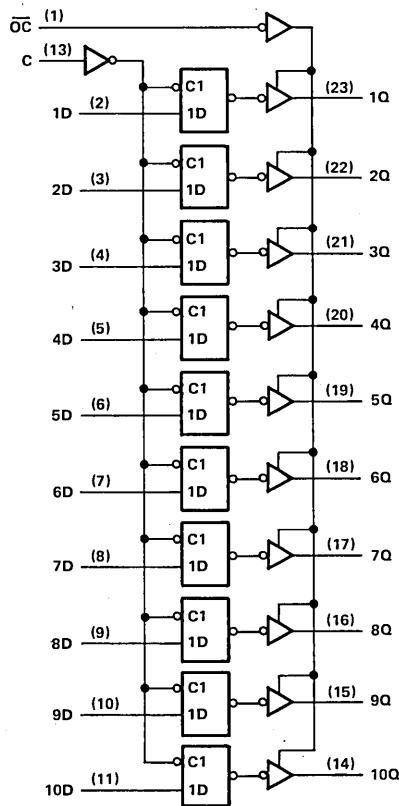 O̅C̅ (1)
C (13)
C1 (23) 1Q
1D (2) 1D
C1 (22) 2Q
2D (3) 1D
C1 (21) 3Q
3D (4) 1D
C1 (20) 4Q
4D (5) 1D
C1 (19) 5Q
5D (6) 1D
C1 (18) 6Q
6D (7) 1D
C1 (17) 7Q
7D (8) 1D
C1 (16) 8Q
8D (9) 1D
C1 (15) 9Q
9D (10) 1D
C1 (14) 10Q
10D (11) 1D